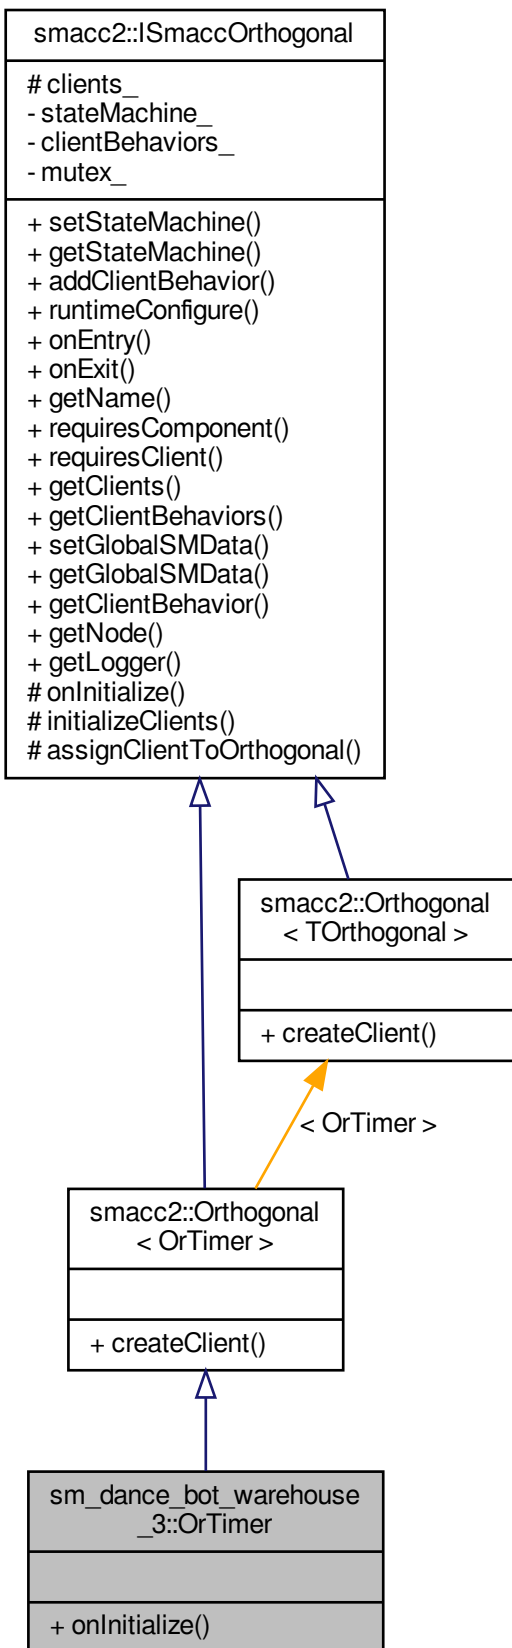 smacc2::ISmaccOrthogonal
# clients_
- stateMachine_
- clientBehaviors_
- mutex_
+ setStateMachine()
+ getStateMachine()
+ addClientBehavior()
+ runtimeConfigure()
+ onEntry()
+ onExit()
+ getName()
+ requiresComponent()
+ requiresClient()
+ getClients()
+ getClientBehaviors()
+ setGlobalSMData()
+ getGlobalSMData()
+ getClientBehavior()
+ getNode()
+ getLogger()
# onInitialize()
# initializeClients()
# assignClientToOrthogonal()
smacc2::Orthogonal
< TOrthogonal >
+ createClient()
< OrTimer >
smacc2::Orthogonal
< OrTimer >
+ createClient()
sm_dance_bot_warehouse
_3::OrTimer
+ onInitialize()